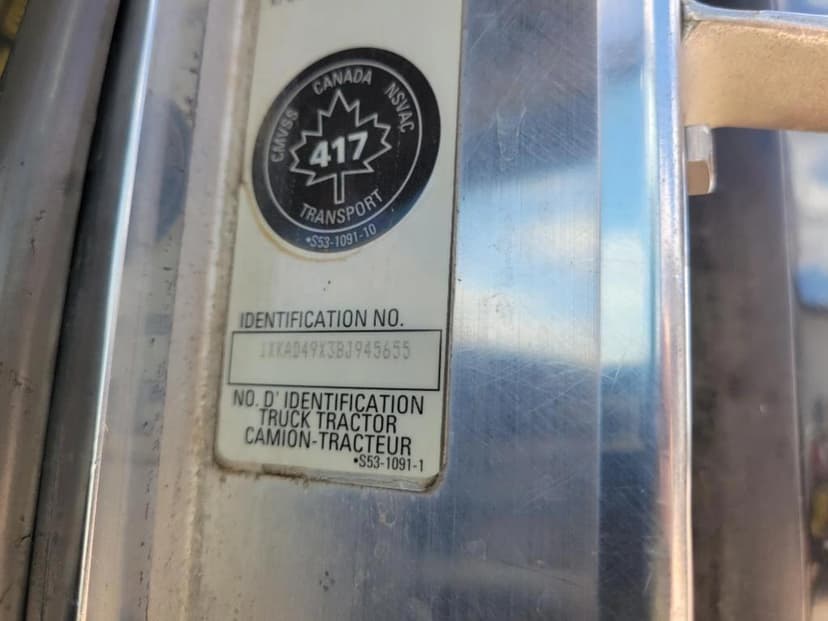 CMVSS CANADA NSVAC
417
TRANSPORT
•S53-1091-10
IDENTIFICATION NO.
1XKAD49X3BJ945655
NO. D' IDENTIFICATION
TRUCK TRACTOR
CAMION-TRACTEUR
•S53-1091-1